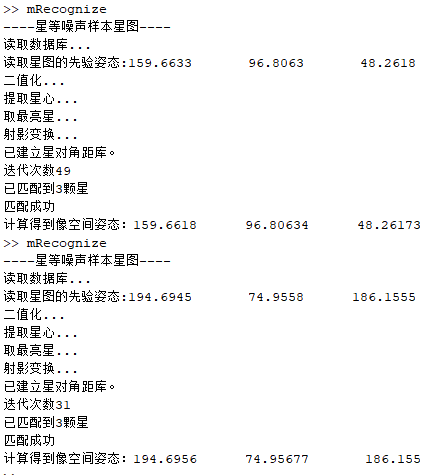 >> mRecognize
----星等噪声样本星图----
读取数据库...
读取星图的先验姿态:159.6633 96.8063 48.2618
二值化...
提取星心...
取最亮星...
射影变换...
已建立星对角距库。
迭代次数49
已匹配到3颗星
匹配成功
计算得到像空间姿态: 159.6618 96.80634 48.26173
>> mRecognize
----星等噪声样本星图----
读取数据库...
读取星图的先验姿态:194.6945 74.9558 186.1555
二值化...
提取星心...
取最亮星...
射影变换...
已建立星对角距库。
迭代次数31
已匹配到3颗星
匹配成功
计算得到像空间姿态: 194.6956 74.95677 186.155